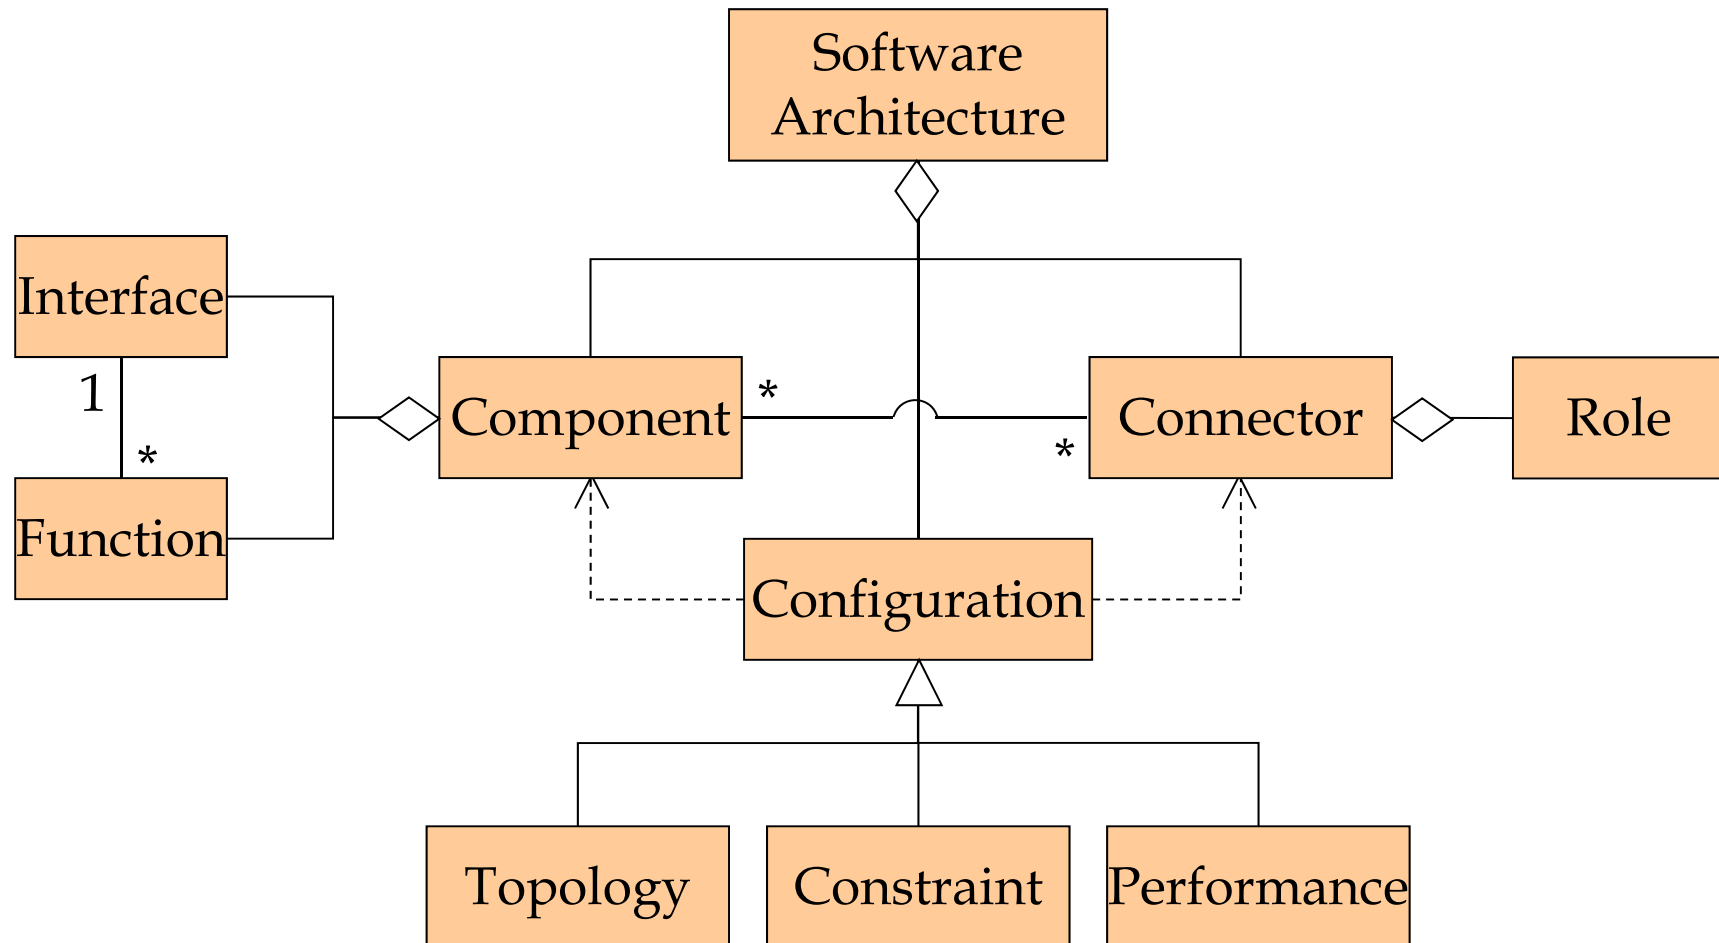 Software
Architecture
Interface
1
*
Function
Component
*
*
Connector
Role
Configuration
Topology
Constraint
Performance